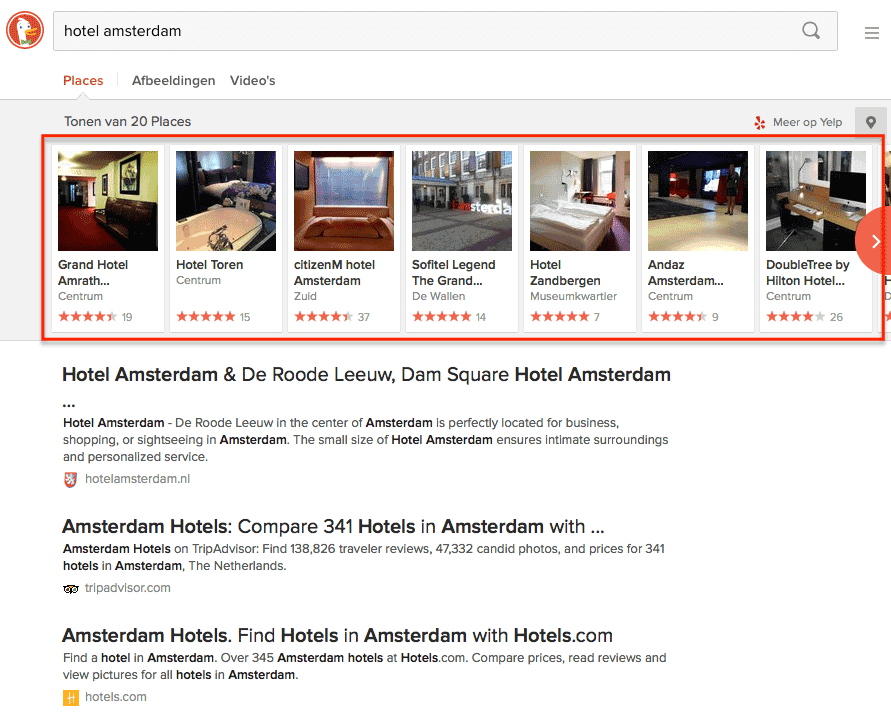 hotel amsterdam
Places Afbeeldingen Video's
Tonen van 20 Places
Meer op Yelp
Grand Hotel
Amrath...
Centrum
19
Hotel Toren
Centrum
15
citizenM hotel
Amsterdam
Zuid
37
Sofitel Legend
The Grand...
De Wallen
14
Hotel
Zandbergen
Museumkwartier
7
Andaz
Amsterdam...
Centrum
9
DoubleTree by
Hilton Hotel...
Centrum
26
Hotel Amsterdam & De Roode Leeuw, Dam Square Hotel Amsterdam
...
Hotel Amsterdam - De Roode Leeuw in the center of Amsterdam is perfectly located for business,
shopping, or sightseeing in Amsterdam. The small size of Hotel Amsterdam ensures intimate surroundings
and personalized service.
hotelamsterdam.nl
Amsterdam Hotels: Compare 341 Hotels in Amsterdam with ...
Amsterdam Hotels on TripAdvisor: Find 138,826 traveler reviews, 47,332 candid photos, and prices for 341
hotels in Amsterdam, The Netherlands.
tripadvisor.com
Amsterdam Hotels. Find Hotels in Amsterdam with Hotels.com
Find a hotel in Amsterdam. Over 345 Amsterdam hotels at Hotels.com. Compare prices, read reviews and
view pictures for all hotels in Amsterdam.
hotels.com